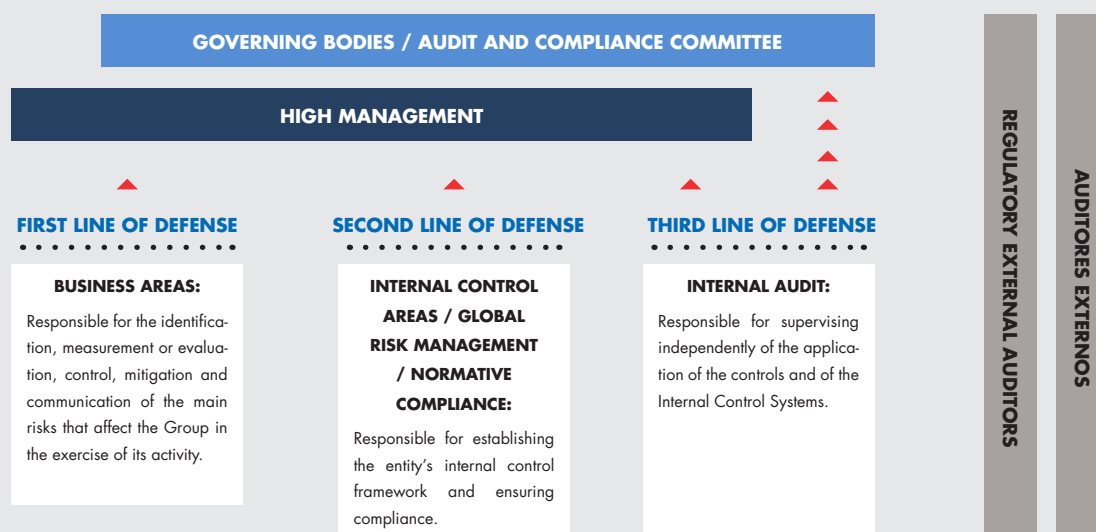 GOVERNING BODIES / AUDIT AND COMPLIANCE COMMITTEE
HIGH MANAGEMENT
FIRST LINE OF DEFENSE
BUSINESS AREAS:
Responsible for the identifica-
tion, measurement or evalua-
tion, control, mitigation and
communication of the main
risks that affect the Group in
the exercise of its activity.
SECOND LINE OF DEFENSE
INTERNAL CONTROL
AREAS / GLOBAL
RISK MANAGEMENT
/ NORMATIVE
COMPLIANCE:
Responsible for establishing
the entity's internal control
framework and ensuring
compliance.
THIRD LINE OF DEFENSE
INTERNAL AUDIT:
Responsible for supervising
independently of the applica-
tion of the controls and of the
Internal Control Systems.
REGULATORY EXTERNAL AUDITORS
AUDITORES EXTERNOS